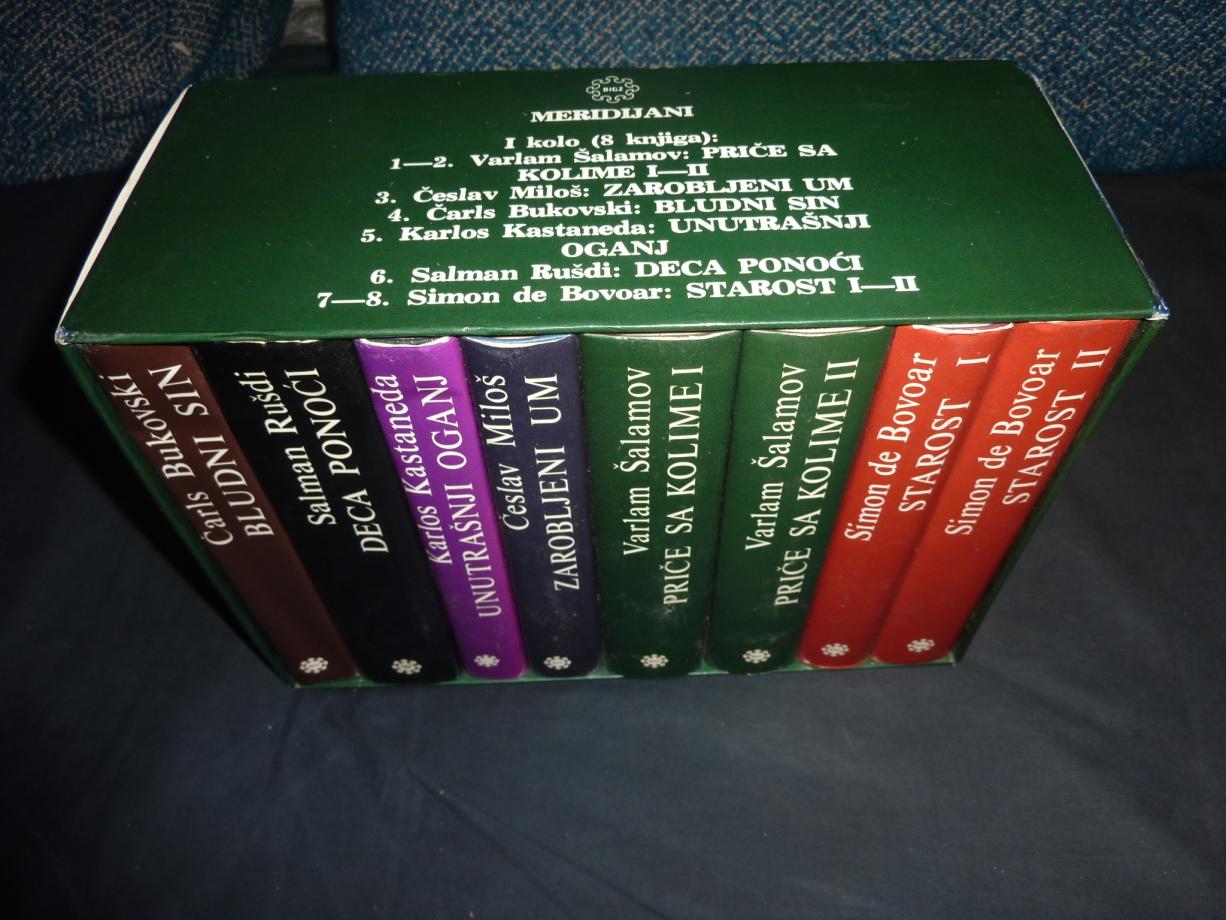 BIGZ
MERIDIJANI
I kolo (8 knjiga):
1—2. Varlam Šalamov: PRIČE SA
KOLIME I—II
3. Česlav Miloš: ZAROBLJENI UM
4. Čarls Bukovski: BLUDNI SIN
5. Karlos Kastaneda: UNUTRAŠNJI
OGANJ
6. Salman Rušdi: DECA PONOĆI
7—8. Simon de Bovoar: STAROST I—II
Čarls Bukovski
BLUDNI SIN
Salman Rušdi
DECA PONOĆI
Karlos Kastaneda
UNUTRAŠNJI OGANJ
Česlav Miloš
ZAROBLJENI UM
Varlam Šalamov
PRIČE SA KOLIME I
Varlam Šalamov
PRIČE SA KOLIME II
Simon de Bovoar
STAROST I
Simon de Bovoar
STAROST II